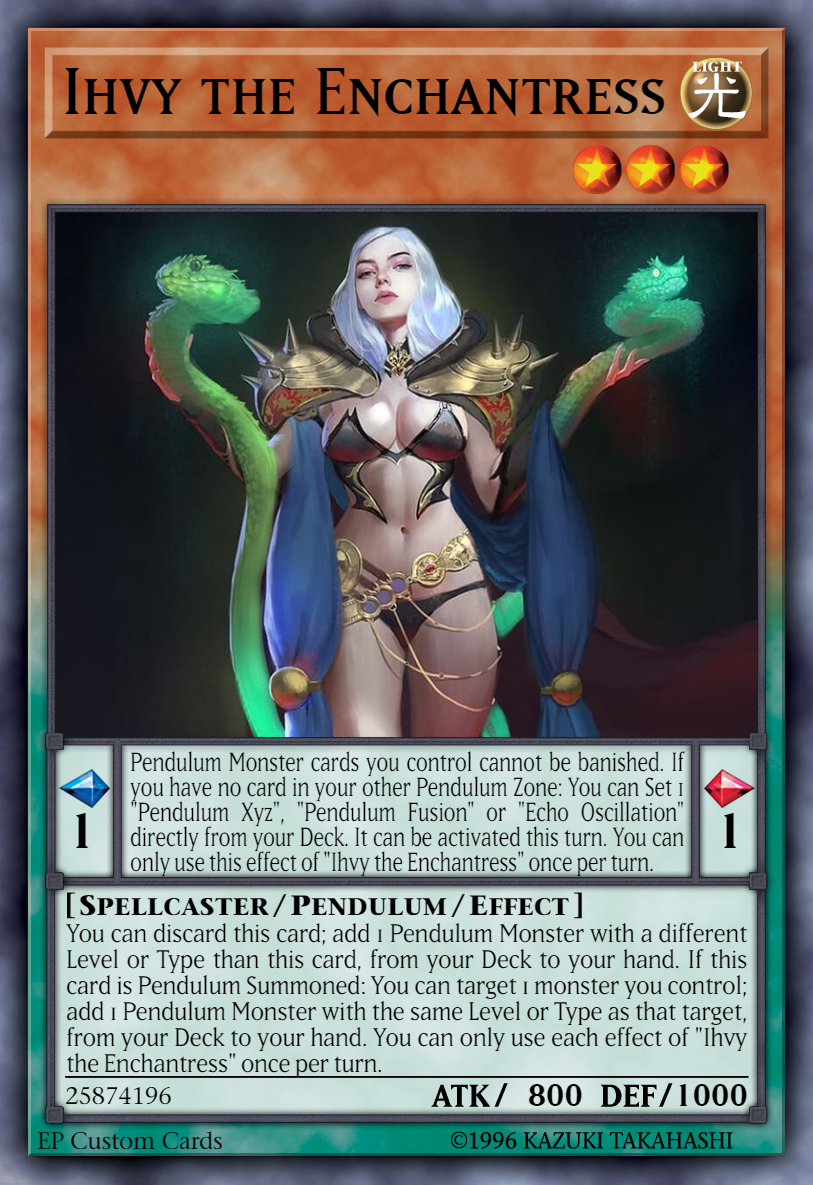 Ihvy the Enchantress
LIGHT
光
Pendulum Monster cards you control cannot be banished. If
you have no card in your other Pendulum Zone: You can Set 1
"Pendulum Xyz", "Pendulum Fusion" or "Echo Oscillation"
directly from your Deck. It can be activated this turn. You can
only use this effect of "Ihvy the Enchantress" once per turn.
1
1
[Spellcaster/Pendulum/Effect]
You can discard this card; add 1 Pendulum Monster with a different
Level or Type than this card, from your Deck to your hand. If this
card is Pendulum Summoned: You can target 1 monster you control;
add 1 Pendulum Monster with the same Level or Type as that target,
from your Deck to your hand. You can only use each effect of "Ihvy
the Enchantress" once per turn.
25874196 ATK/ 800 DEF/1000
EP Custom Cards ©1996 KAZUKI TAKAHASHI